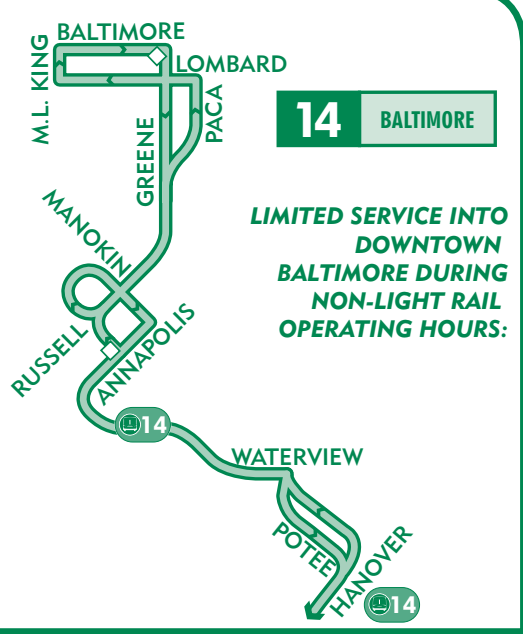 BALTIMORE
M.L. KING
LOMBARD
PACA
GREENE
14 BALTIMORE
LIMITED SERVICE INTO
DOWNTOWN
BALTIMORE DURING
NON-LIGHT RAIL
OPERATING HOURS:
MANOKIN
RUSSELL
ANNAPOLIS
14
WATERVIEW
POTEE
HANOVER
14